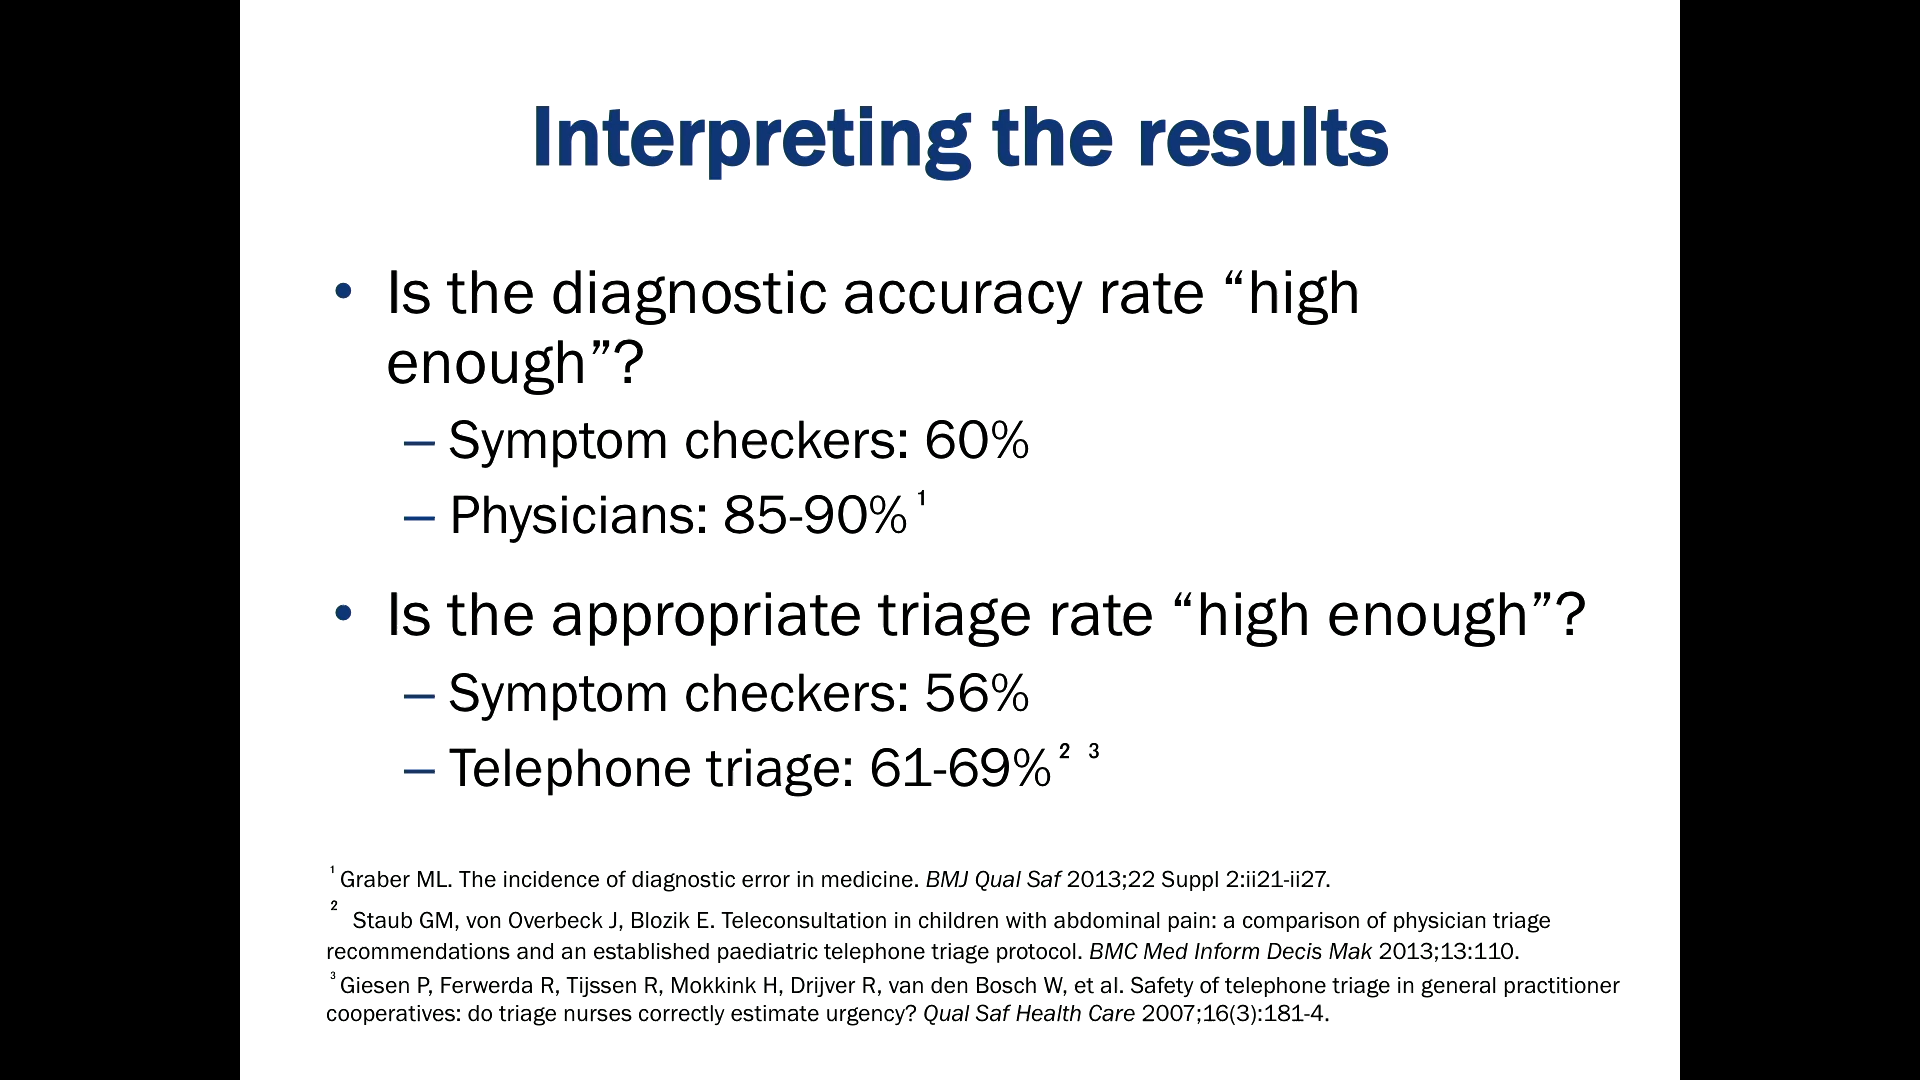 Interpreting the results
• Is the diagnostic accuracy rate “high
enough”?
– Symptom checkers: 60%
– Physicians: 85-90% ¹
• Is the appropriate triage rate “high enough”?
– Symptom checkers: 56%
– Telephone triage: 61-69% ² ³
¹ Graber ML. The incidence of diagnostic error in medicine. BMJ Qual Saf 2013;22 Suppl 2:ii21-ii27.
² Staub GM, von Overbeck J, Blozik E. Teleconsultation in children with abdominal pain: a comparison of physician triage
recommendations and an established paediatric telephone triage protocol. BMC Med Inform Decis Mak 2013;13:110.
³ Giesen P, Ferwerda R, Tijssen R, Mokkink H, Drijver R, van den Bosch W, et al. Safety of telephone triage in general practitioner
cooperatives: do triage nurses correctly estimate urgency? Qual Saf Health Care 2007;16(3):181-4.